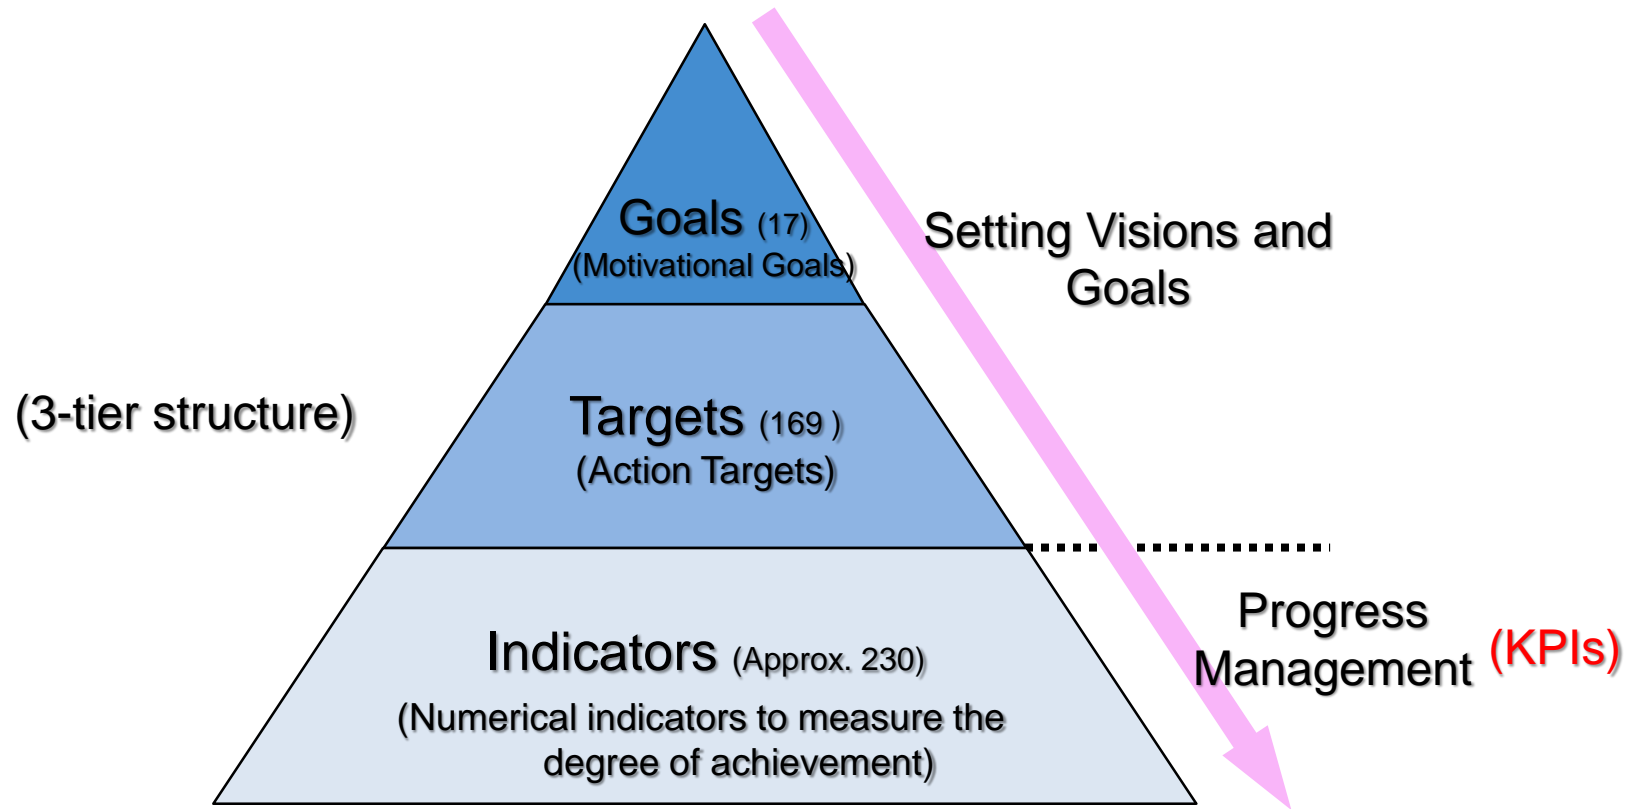 Goals (17)
(Motivational Goals)
Setting Visions and
Goals
(3-tier structure)
Targets (169 )
(Action Targets)
Indicators (Approx. 230)
(Numerical indicators to measure the
degree of achievement)
Progress
Management
(KPIs)